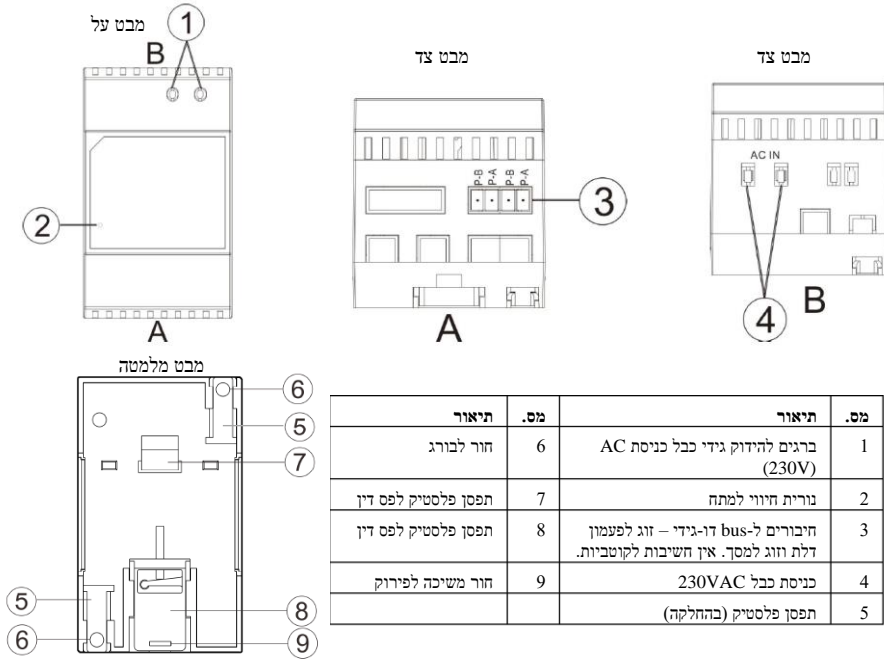 מבט על
1
B
2
A
מבט צד
P-B P-A P-B P-A
3
A
מבט צד
AC IN
4
B
מבט מלמטה
6
5
7
5
8
6
9
מס. תיאור מס. תיאור
1 ברגים להידוק גידי כבל כניסת AC (230V) 6 חור לבורג
2 נורית חיווי למתח 7 תפסן פלסטיק לפס דין
3 חיבורים ל-bus דו-גידי – זוג לפעמון דלת וזוג למסך. אין חשיבות לקוטביות. 8 תפסן פלסטיק לפס דין
4 כניסת כבל 230VAC 9 חור משיכה לפירוק
5 תפסן פלסטיק (בהחלקה)